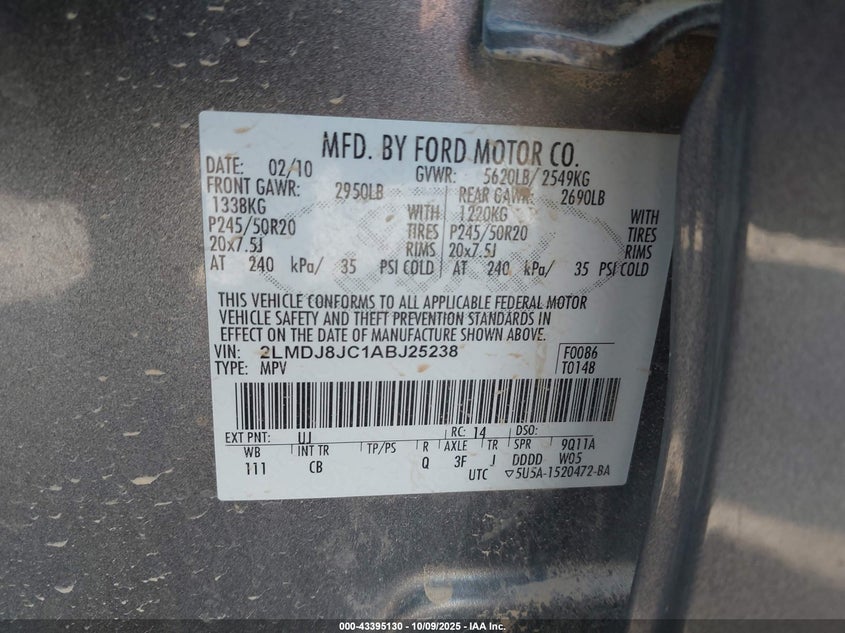 MFD. BY FORD MOTOR CO.
DATE: 02/10 GVWR: 5620LB/2549KG
FRONT GAWR: 2950LB REAR GAWR: 2690LB
1338KG WITH 1220KG WITH
P245/50R20 TIRES P245/50R20 TIRES
20x7.5J RIMS 20x7.5J RIMS
AT 240 kPa/ 35 PSI COLD AT 240 kPa/ 35 PSI COLD
THIS VEHICLE CONFORMS TO ALL APPLICABLE FEDERAL MOTOR
VEHICLE SAFETY AND THEFT PREVENTION STANDARDS IN
EFFECT ON THE DATE OF MANUFACTURE SHOWN ABOVE.
VIN: 2LMDJ8JC1ABJ25238 F0086
TYPE: MPV T0148
EXT PNT: UJ RC: 14 DSO:
WB INT TR TP/PS R AXLE TR SPR 9Q11A
111 CB Q 3F J DDDD W05
UTC ▽5U5A-1520472-BA
000-43395130 - 10/09/2025 - IAA Inc.